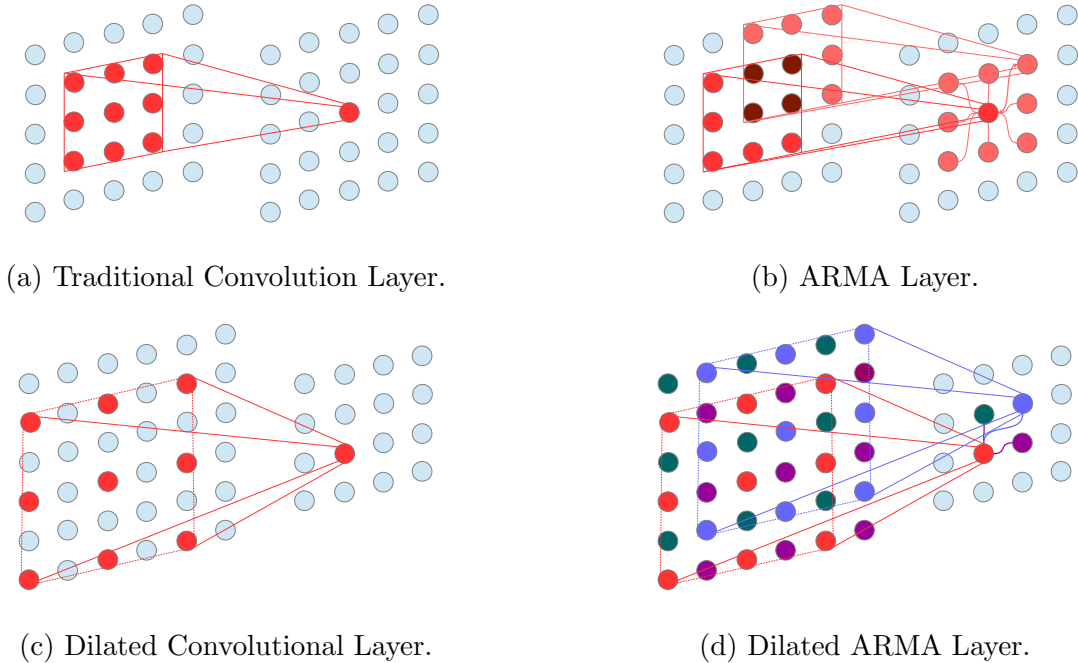 (a) Traditional Convolution Layer.
(b) ARMA Layer.
(c) Dilated Convolutional Layer.
(d) Dilated ARMA Layer.